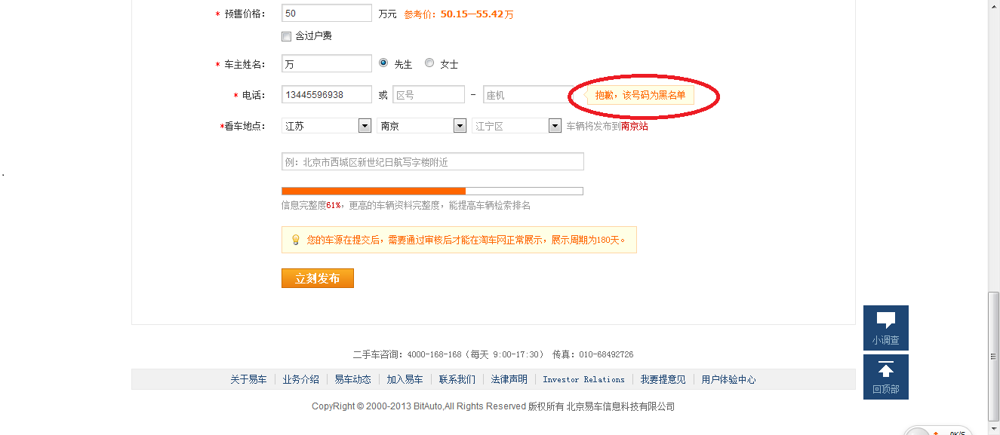 * 预售价格： 50 万元 参考价：50.15—55.42万
含过户费
* 车主姓名： 万 先生 女士
* 电话： 13445596938 或 区号 － 座机 抱歉，该号码为黑名单
*看车地点： 江苏 南京 江宁区 车辆将发布到南京站
例：北京市西城区新世纪日航写字楼附近
信息完整度61%，更高的车辆资料完整度，能提高车辆检索排名
您的车源在提交后，需要通过审核后才能在淘车网正常展示，展示周期为180天。
立刻发布
小调查
二手车咨询：4000-168-168（每天 9:00-17:30） 传真：010-68492726
关于易车 业务介绍 易车动态 加入易车 联系我们 法律声明 Investor Relations 我要提意见 用户体验中心
回顶部
CopyRight © 2000-2013 BitAuto,All Rights Reserved 版权所有 北京易车信息科技有限公司